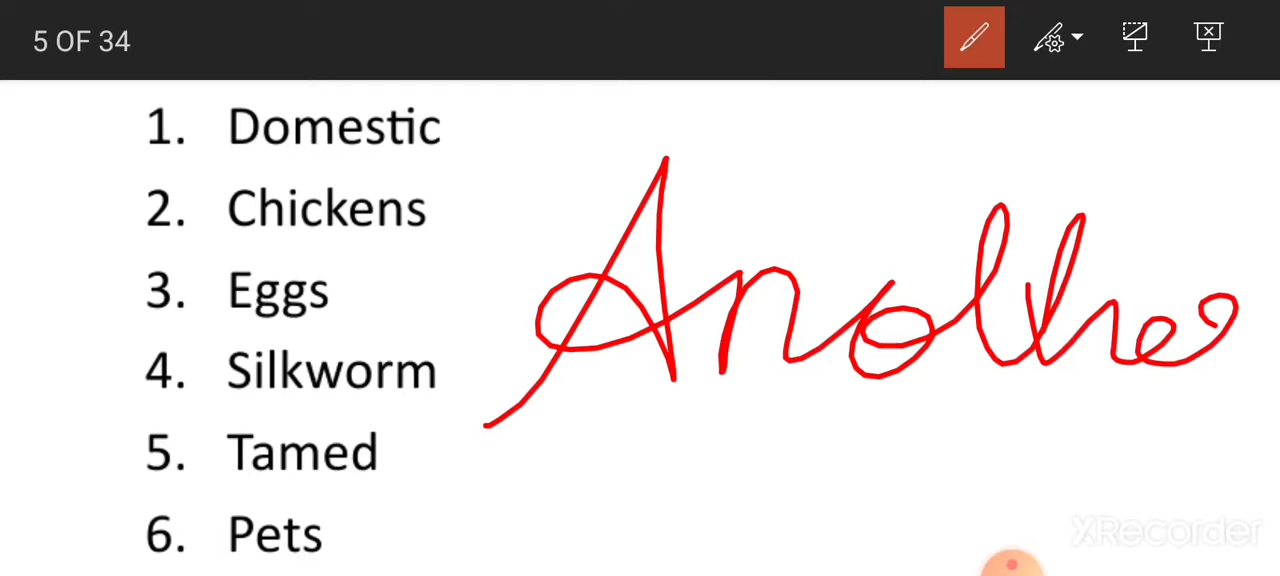 5 OF 34
1. Domestic
2. Chickens
3. Eggs
4. Silkworm
5. Tamed
6. Pets
Another
XRecorder